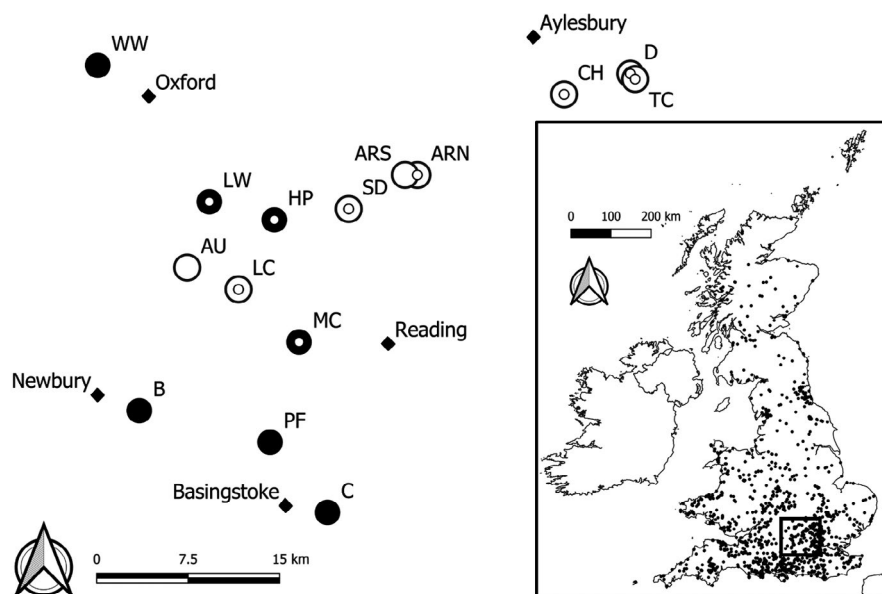 WW
Oxford
Aylesbury
D
CH
TC
ARS
ARN
LW
HP
SD
AU
LC
MC
Reading
Newbury
B
PF
Basingstoke
C
0 7.5 15 km
0 100 200 km